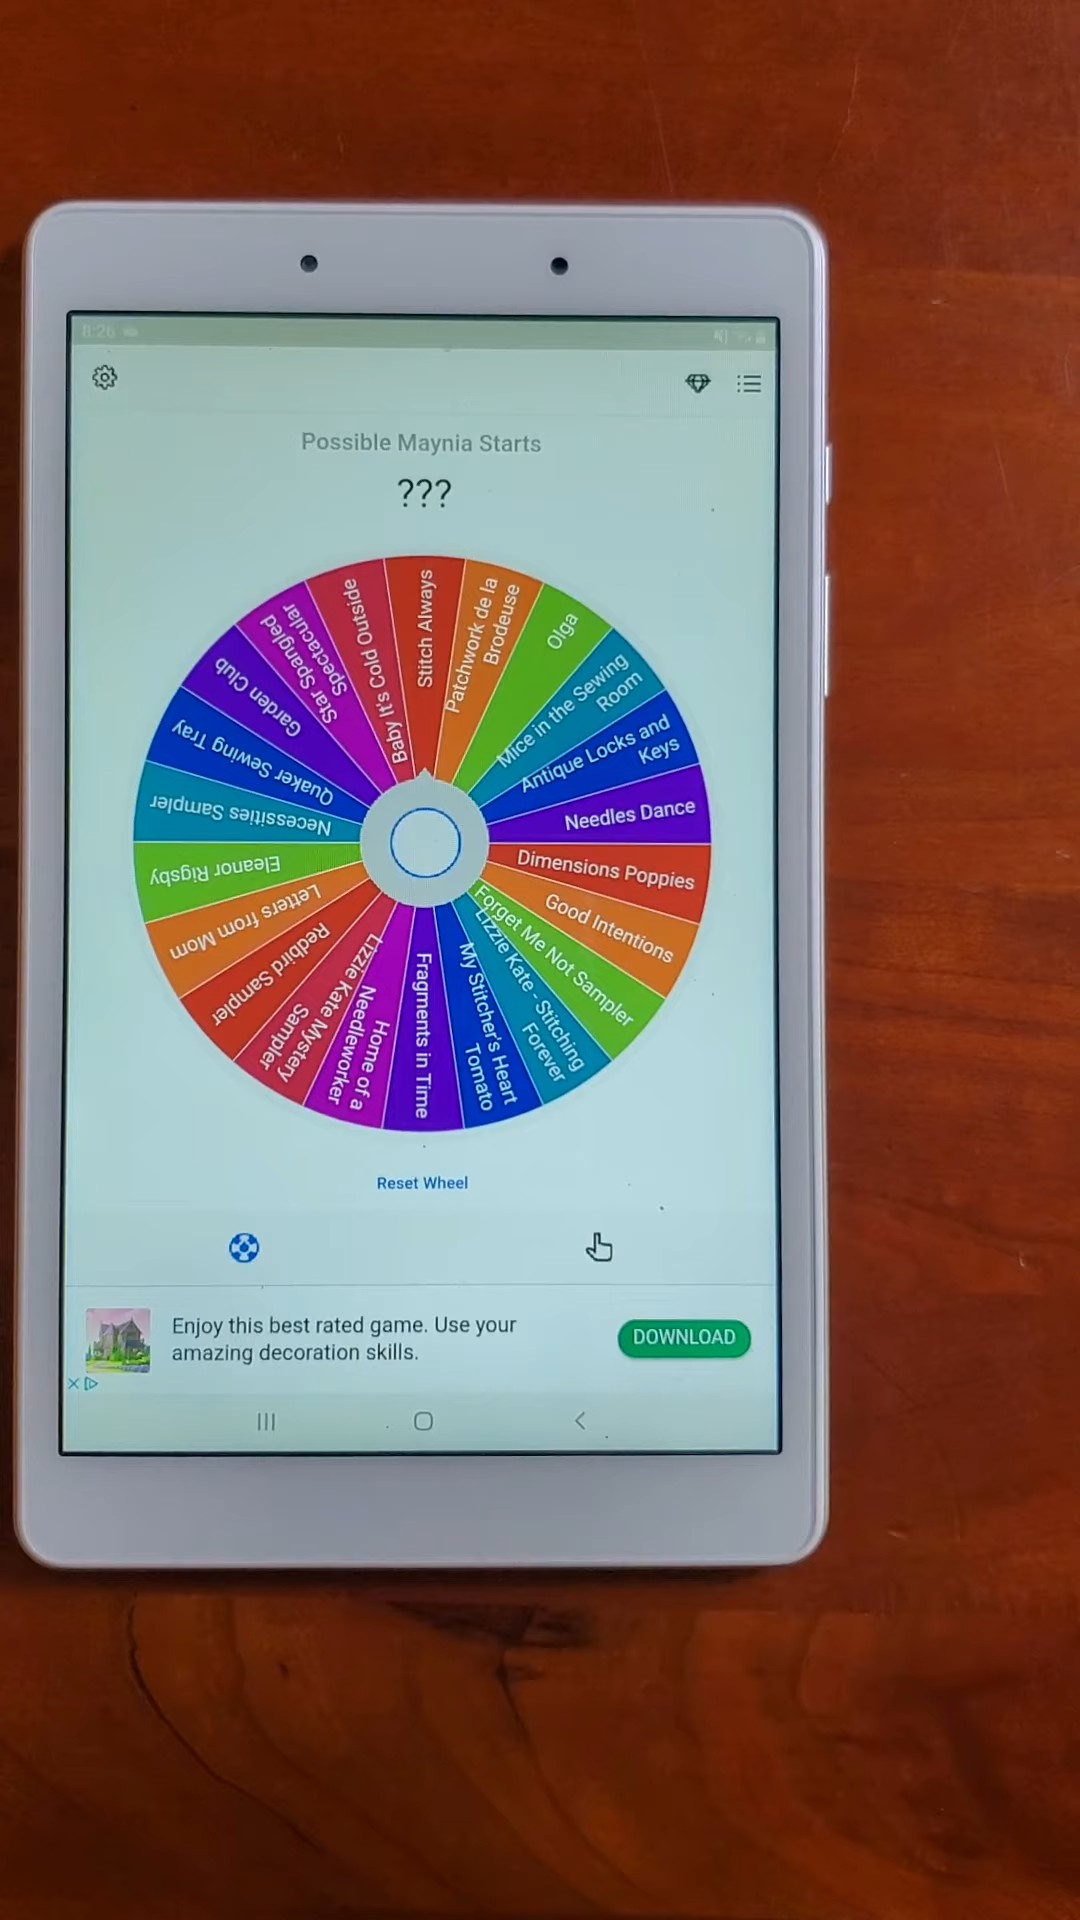 8:26
Possible Maynia Starts
???
Stitch Always
Patchwork de la
Brodeuse
Olga
Mice in the Sewing
Room
Antique Locks and
Keys
Needles Dance
Dimensions Poppies
Good Intentions
Forget Me Not Sampler
Lizzie Kate - Stitching
Forever
My Stitcher's Heart
Tomato
Fragments in Time
Home of a
Needleworker
Lizzie Kate Mystery
Sampler
Redbird Sampler
Letters from Mom
Eleanor Rigsby
Necessities Sampler
Quaker Sewing Tray
Garden Club
Star Spangled
Spectacular
Baby It's Cold Outside
Reset Wheel
Enjoy this best rated game. Use your
amazing decoration skills.
DOWNLOAD